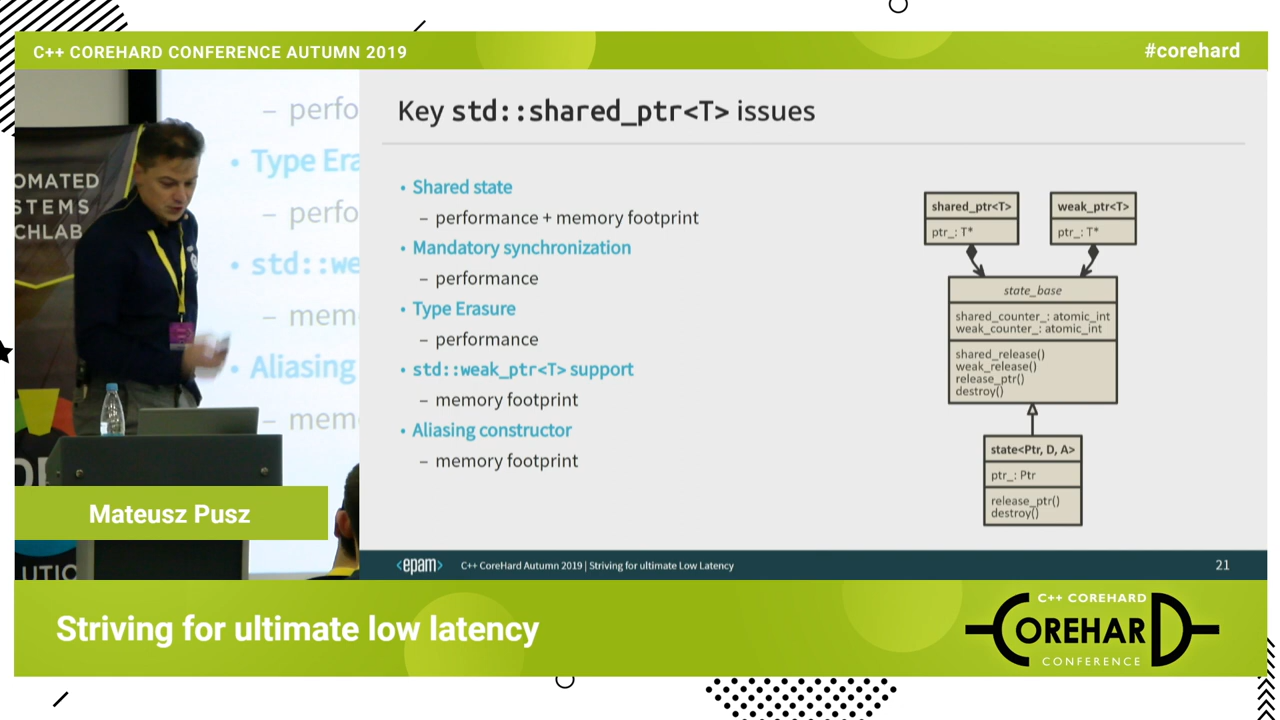 C++ COREHARD CONFERENCE AUTUMN 2019
#corehard
– perfo
• Type Era
– perfo
• std::we
– mem
• Aliasing
– mem
OMATED
STEMS
CHLAB
UTIO
Mateusz Pusz
Key std::shared_ptr<T> issues
• Shared state
– performance + memory footprint
• Mandatory synchronization
– performance
• Type Erasure
– performance
• std::weak_ptr<T> support
– memory footprint
• Aliasing constructor
– memory footprint
shared_ptr<T>
ptr_: T*
weak_ptr<T>
ptr_: T*
state_base
shared_counter_: atomic_int
weak_counter_: atomic_int
shared_release()
weak_release()
release_ptr()
destroy()
state<Ptr, D, A>
ptr_: Ptr
release_ptr()
destroy()
<epam>
C++ CoreHard Autumn 2019 | Striving for ultimate Low Latency
21
Striving for ultimate low latency
C++ COREHARD
COREHARD
CONFERENCE